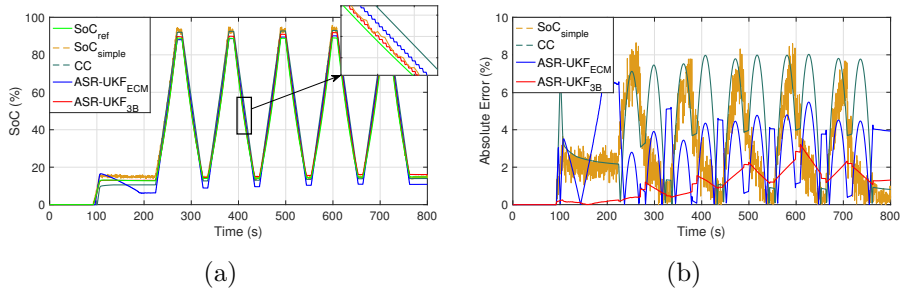 100
80
60
40
20
0
SoC (%)
SoC_ref
SoC_simple
CC
ASR-UKF_ECM
ASR-UKF_3B
0 100 200 300 400 500 600 700 800
Time (s)
(a)
10
8
6
4
2
0
Absolute Error (%)
SoC_simple
CC
ASR-UKF_ECM
ASR-UKF_3B
0 100 200 300 400 500 600 700 800
Time (s)
(b)